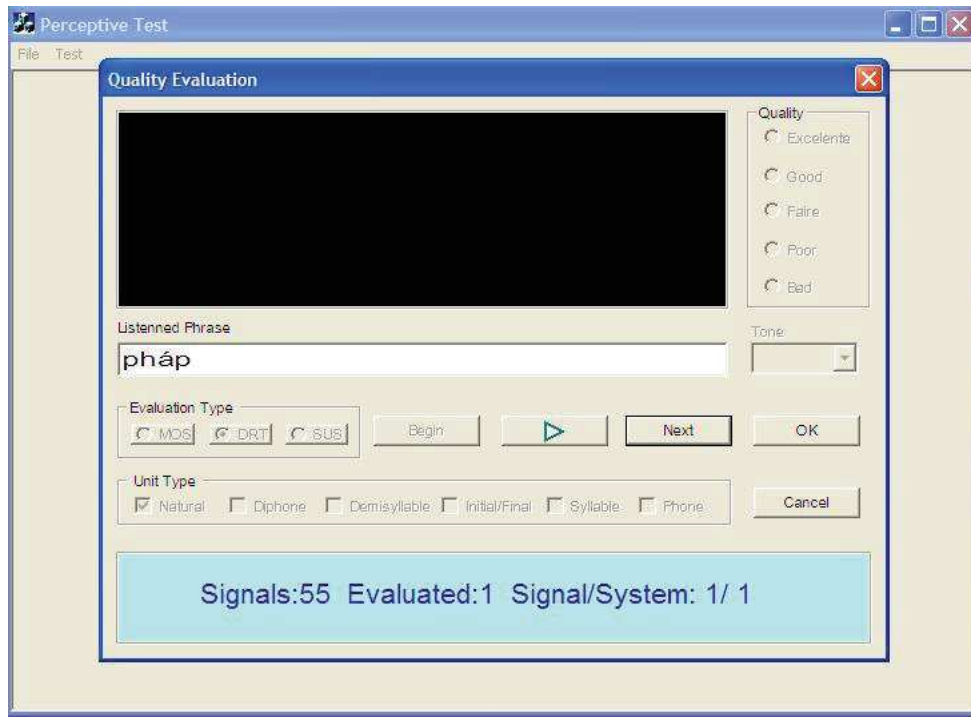 Perceptive Test
File Test
Quality Evaluation
Quality
Excelente
Good
Faire
Poor
Bad
Listenned Phrase
pháp
Tone
Evaluation Type
MOS DRT SUS
Begin
Next
OK
Unit Type
Natural Diphone Demisyllable Initial/Final Syllable Phone
Cancel
Signals:55 Evaluated:1 Signal/System: 1/ 1